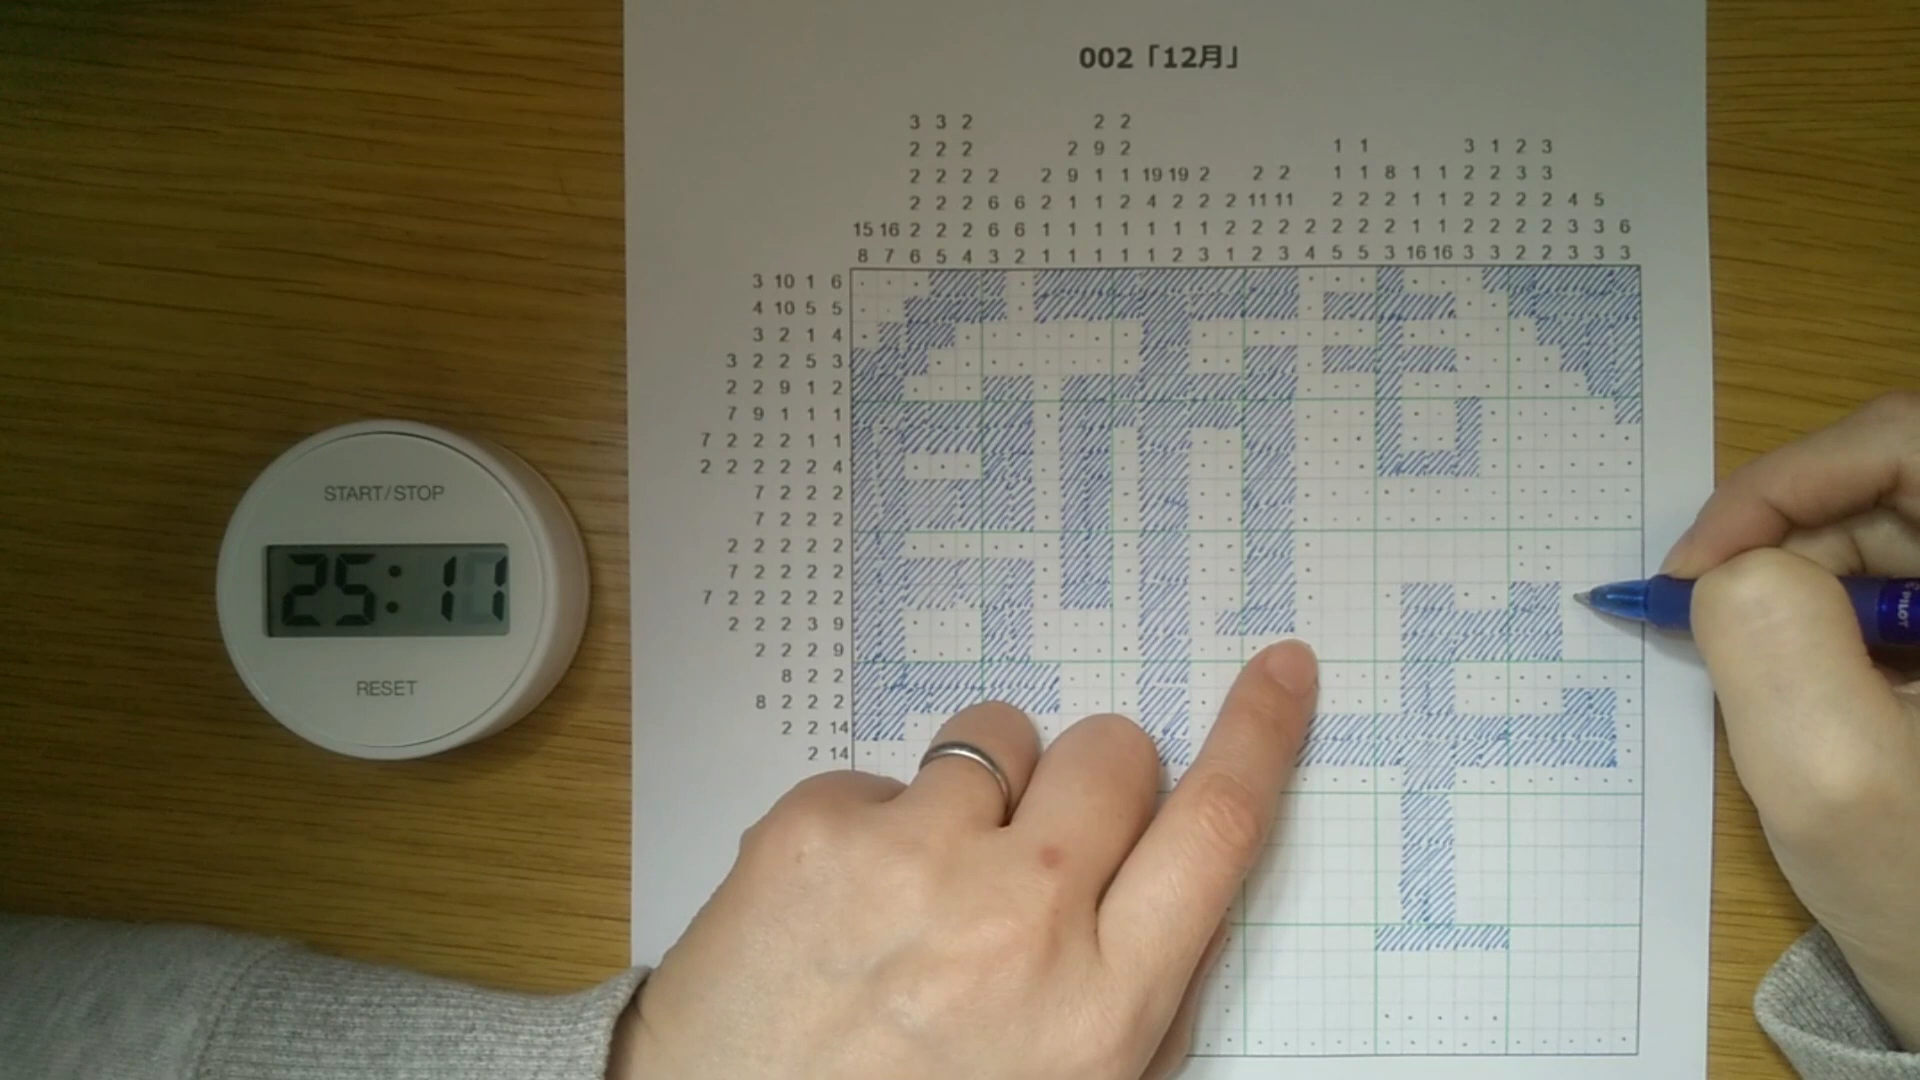 002「12月」
3 3 2 2 2
2 2 2 2 9 2 1 1 3 1 2 3
2 2 2 2 2 9 1 1 19 19 2 2 2 1 1 8 1 1 2 2 3 3
2 2 2 6 6 2 1 1 2 4 2 2 2 11 11 2 2 2 1 1 2 2 2 2 4 5
15 16 2 2 2 6 6 1 1 1 1 1 1 1 2 2 2 2 2 2 2 1 1 2 2 2 2 3 3 6
8 7 6 5 4 3 2 1 1 1 1 1 2 3 1 2 3 4 5 5 3 16 16 3 3 2 2 3 3 3
3 10 1 6
4 10 5 5
3 2 1 4
3 2 2 5 3
2 2 9 1 2
7 9 1 1 1
7 2 2 2 1 1
2 2 2 2 2 4
7 2 2 2
7 2 2 2
2 2 2 2 2
7 2 2 2 2
7 2 2 2 2 2
2 2 2 3 9
2 2 2 9
8 2 2
8 2 2 2
2 2 14
2 14
START/STOP
25:11
RESET
PILOT